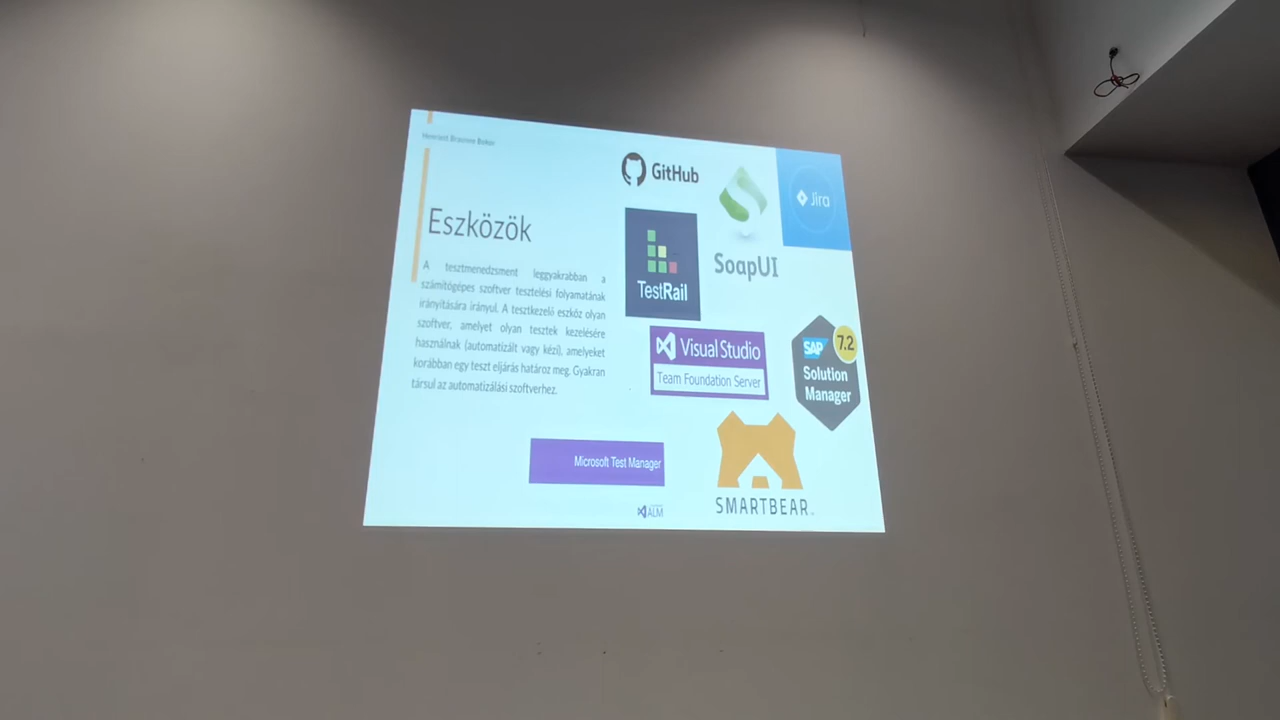 Eszközök
A tesztmenedzsment leggyakrabban a
számítógépes szoftver tesztelési folyamatának
irányítására irányul. A tesztkezelő eszköz olyan
szoftver, amelyet olyan tesztek kezelésére
használnak (automatizált vagy kézi), amelyeket
korábban egy teszt eljárás határoz meg. Gyakran
társul az automatizálási szoftverhez.
GitHub
SoapUI
Jira
TestRail
Visual Studio
Team Foundation Server
SAP
7.2
Solution
Manager
Microsoft Test Manager
ALM
SMARTBEAR